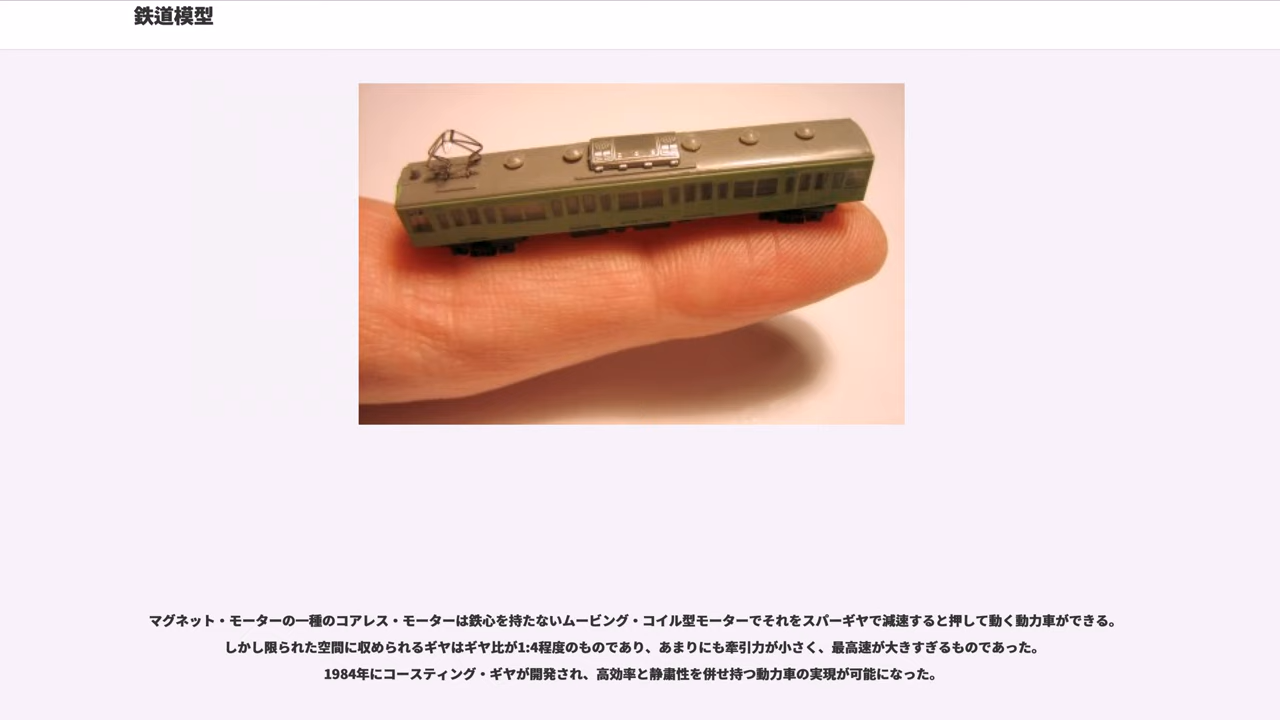 鉄道模型
マグネット・モーターの一種のコアレス・モーターは鉄心を持たないムービング・コイル型モーターでそれをスパーギヤで減速すると押して動く動力車ができる。
しかし限られた空間に収められるギヤはギヤ比が1:4程度のものであり、あまりにも牽引力が小さく、最高速が大きすぎるものであった。
1984年にコースティング・ギヤが開発され、高効率と静粛性を併せ持つ動力車の実現が可能になった。